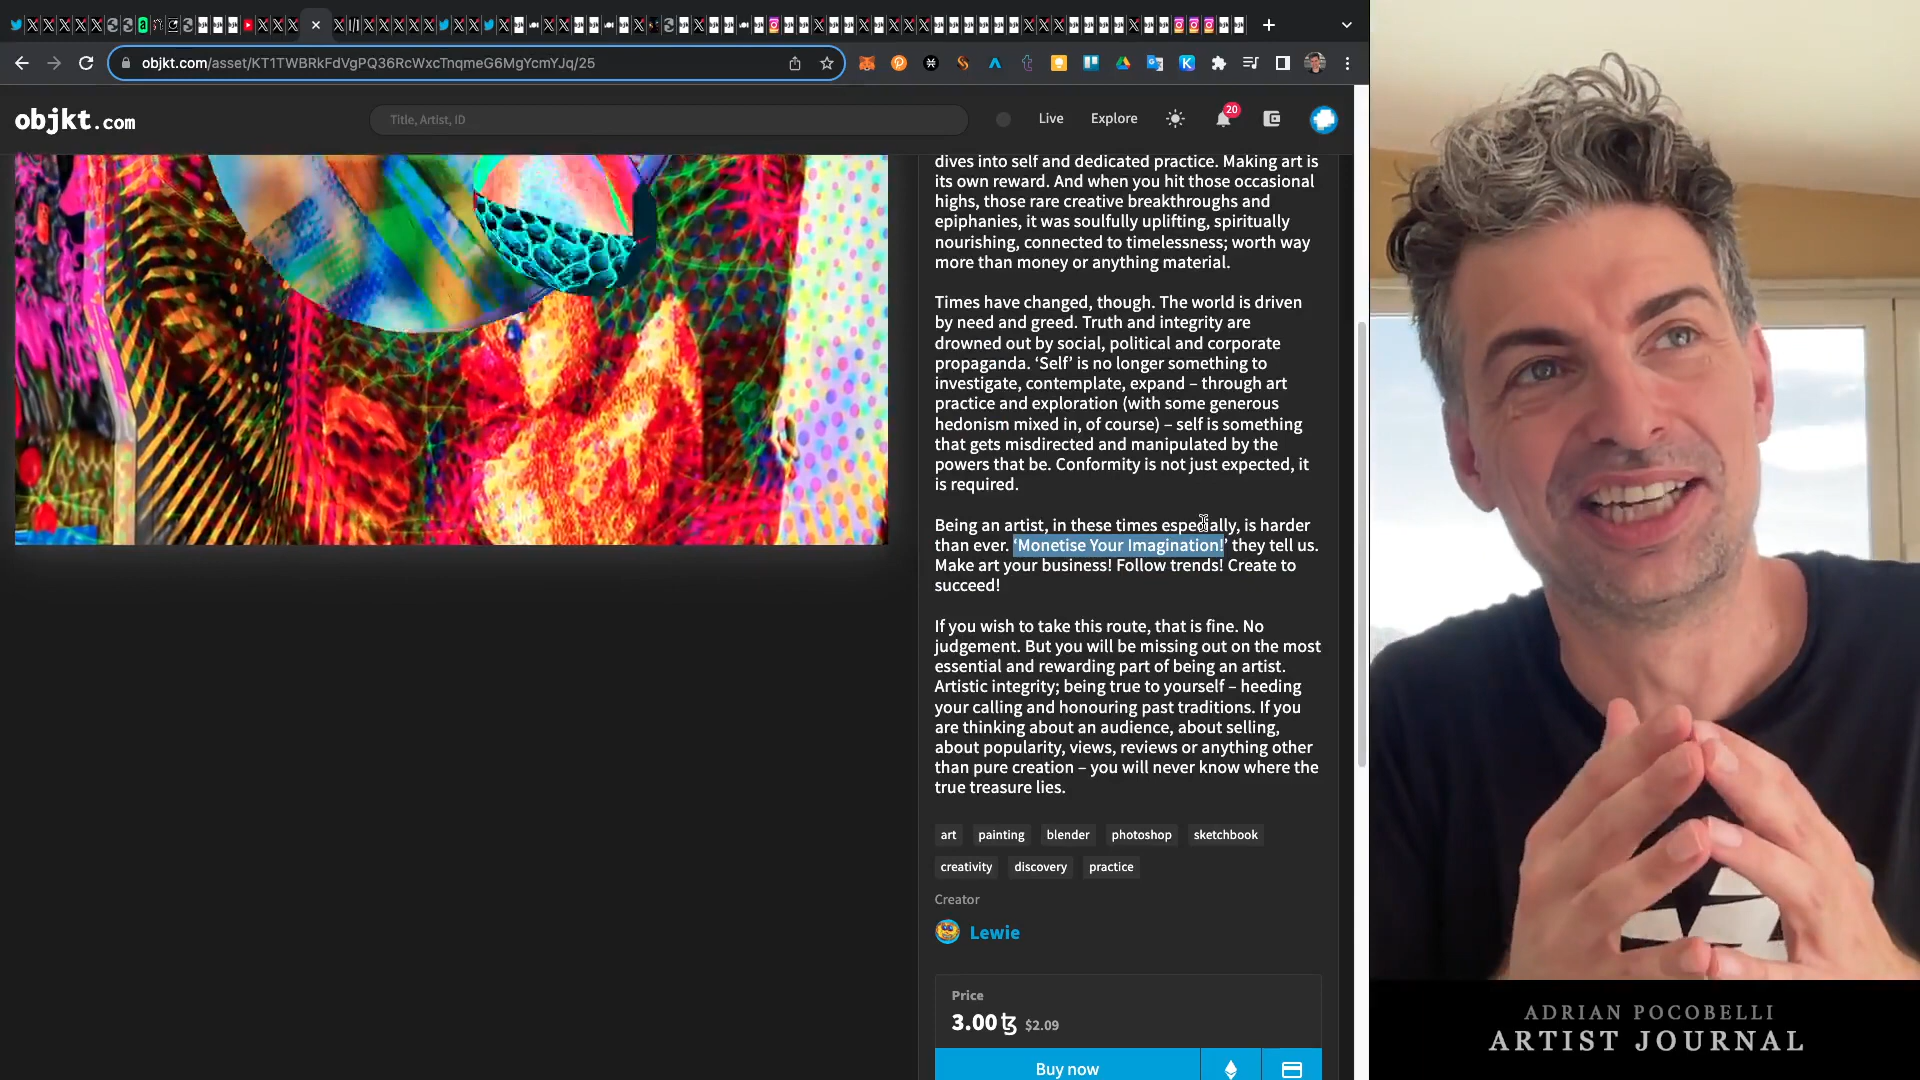 objkt.com/asset/KT1TWBRkFdVgPQ36RcWxcTnqmeG6MgYcmYJq/25
objkt.com
Title, Artist, ID
Live
Explore
20
dives into self and dedicated practice. Making art is
its own reward. And when you hit those occasional
highs, those rare creative breakthroughs and
epiphanies, it was soulfully uplifting, spiritually
nourishing, connected to timelessness; worth way
more than money or anything material.
Times have changed, though. The world is driven
by need and greed. Truth and integrity are
drowned out by social, political and corporate
propaganda. ‘Self’ is no longer something to
investigate, contemplate, expand – through art
practice and exploration (with some generous
hedonism mixed in, of course) – self is something
that gets misdirected and manipulated by the
powers that be. Conformity is not just expected, it
is required.
Being an artist, in these times especially, is harder
than ever. ‘Monetise Your Imagination!’ they tell us.
Make art your business! Follow trends! Create to
succeed!
If you wish to take this route, that is fine. No
judgement. But you will be missing out on the most
essential and rewarding part of being an artist.
Artistic integrity; being true to yourself – heeding
your calling and honouring past traditions. If you
are thinking about an audience, about selling,
about popularity, views, reviews or anything other
than pure creation – you will never know where the
true treasure lies.
art painting blender photoshop sketchbook
creativity discovery practice
Creator
Lewie
Price
3.00 ꜩ $2.09
Buy now
ADRIAN POCOBELLI
ARTIST JOURNAL